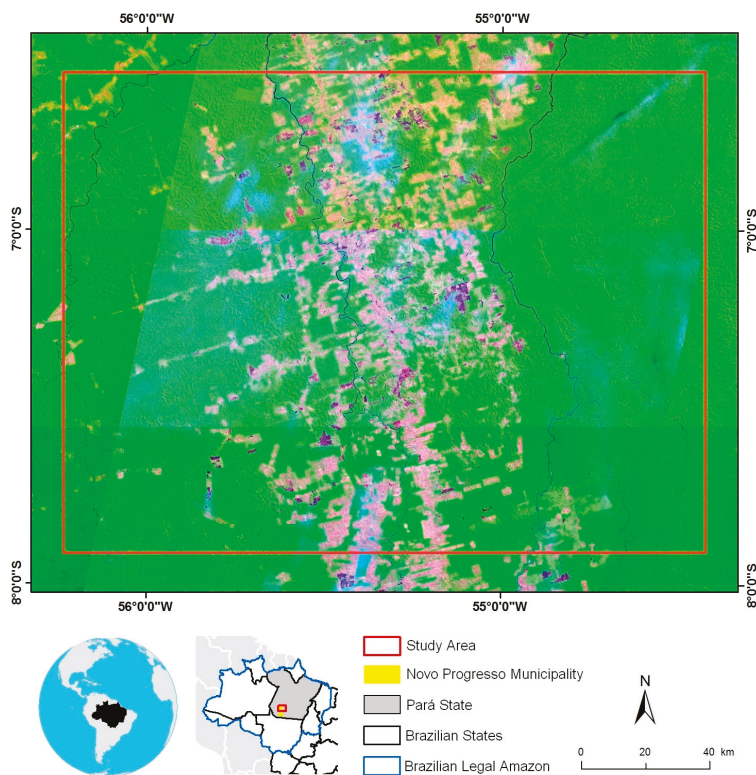 56°0'0"W 55°0'0"W
7°0'0"S 7°0'0"S
8°0'0"S 8°0'0"S
56°0'0"W 55°0'0"W
Study Area
Novo Progresso Municipality
Pará State
Brazilian States
Brazilian Legal Amazon
N
0 20 40 km